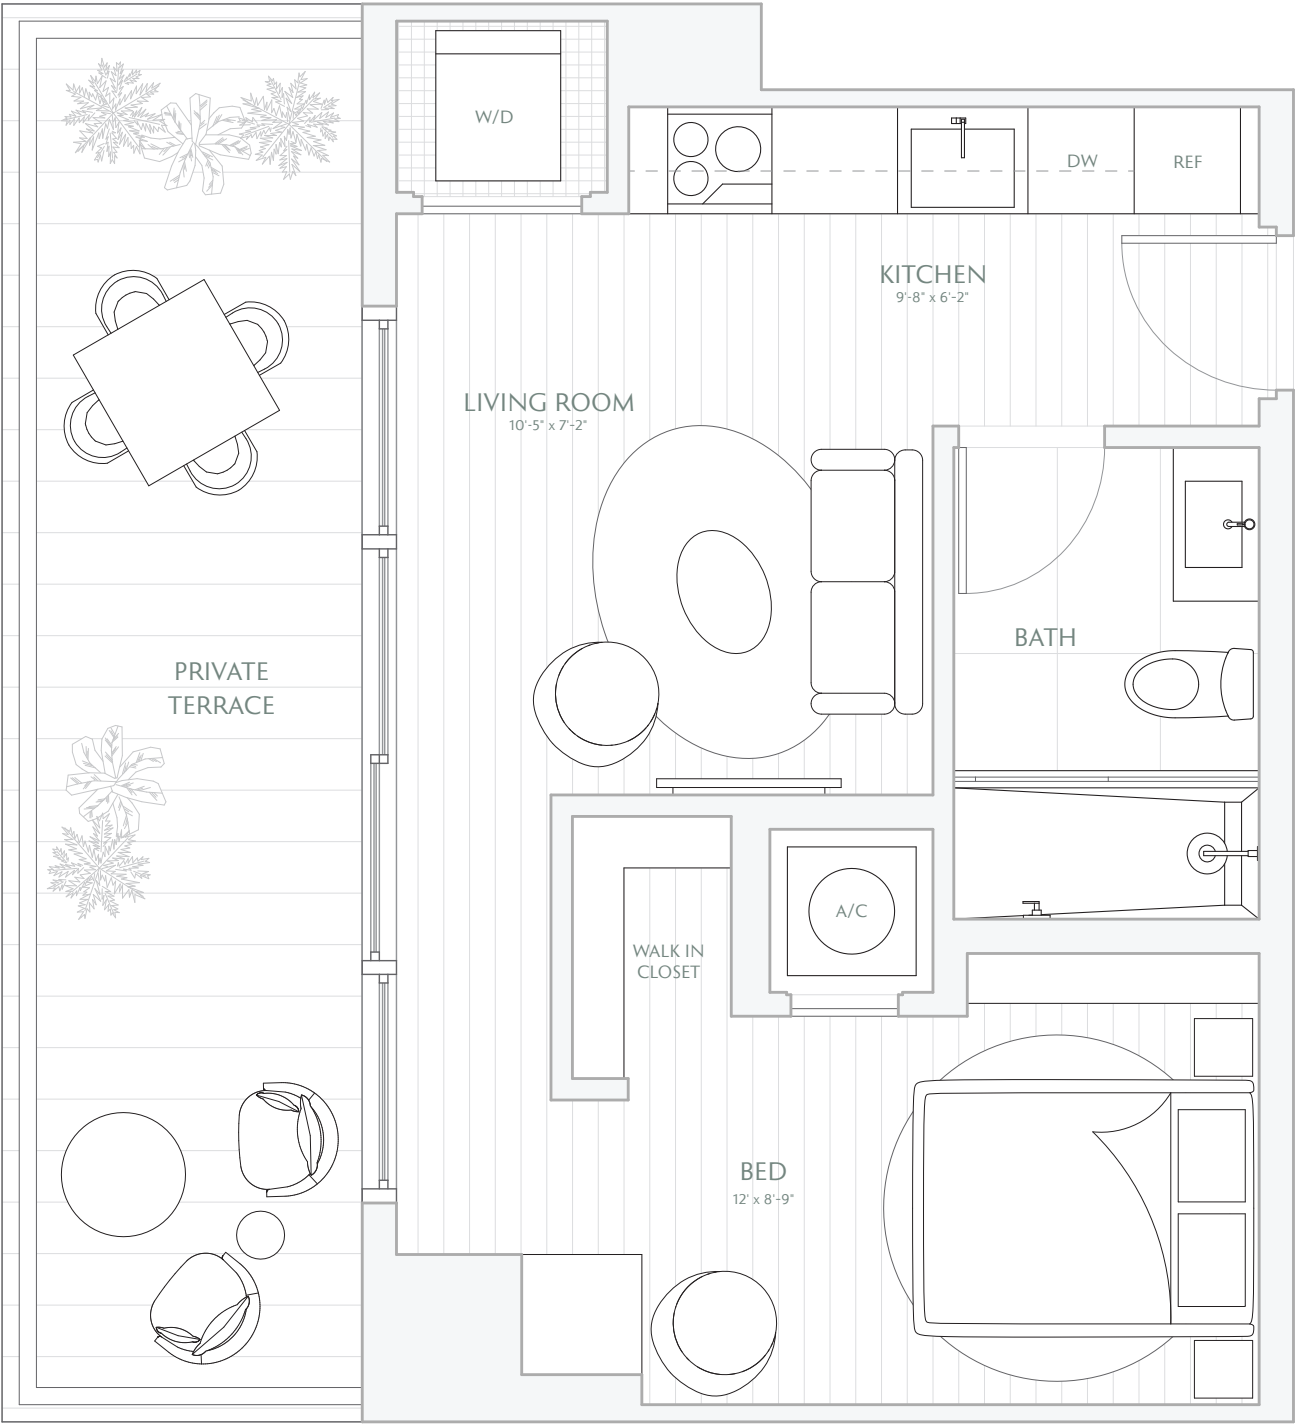 W/D
DW
REF
KITCHEN
9'-8" x 6'-2"
LIVING ROOM
10'-5" x 7'-2"
BATH
PRIVATE
TERRACE
A/C
WALK IN
CLOSET
BED
12' x 8'-9"